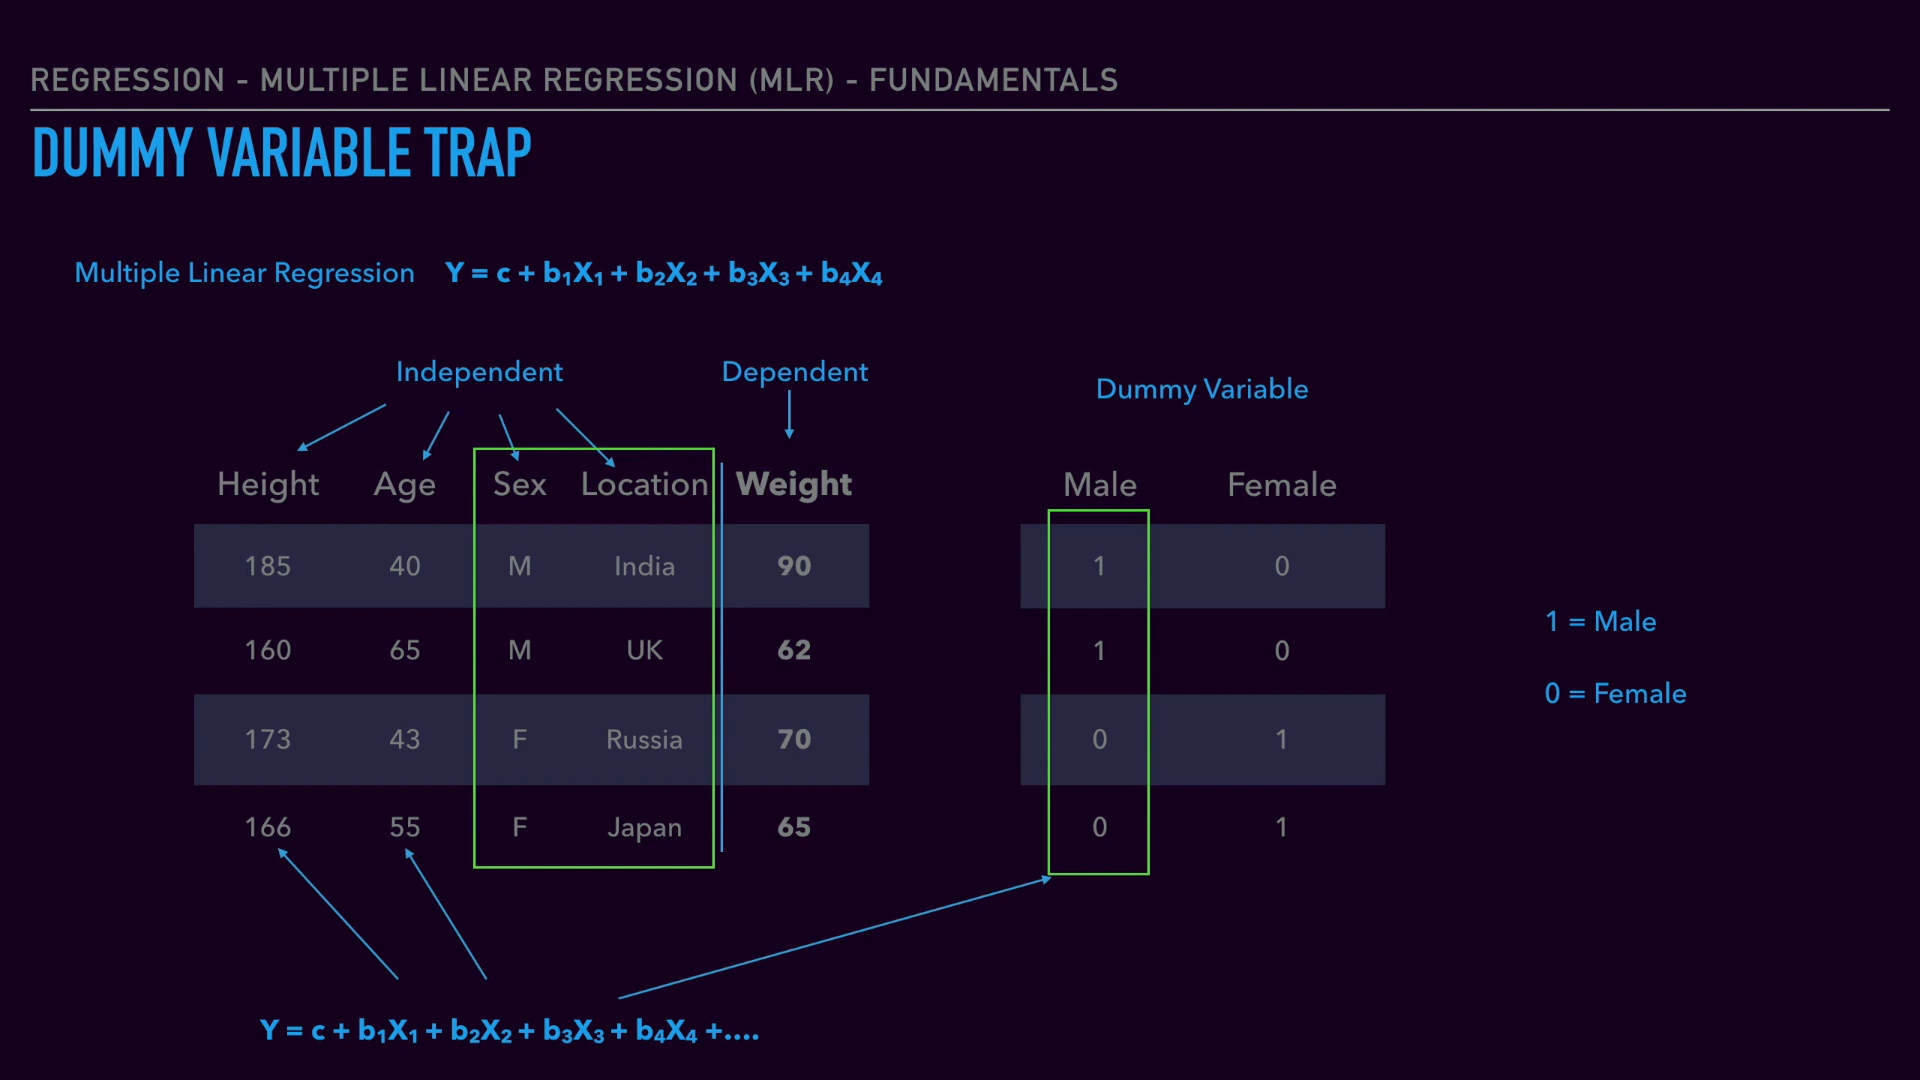 REGRESSION - MULTIPLE LINEAR REGRESSION (MLR) - FUNDAMENTALS
DUMMY VARIABLE TRAP
Multiple Linear Regression Y = c + b₁X₁ + b₂X₂ + b₃X₃ + b₄X₄
Independent Dependent Dummy Variable
Height Age Sex Location Weight Male Female
185 40 M India 90 1 0
160 65 M UK 62 1 0
173 43 F Russia 70 0 1
166 55 F Japan 65 0 1
1 = Male
0 = Female
Y = c + b₁X₁ + b₂X₂ + b₃X₃ + b₄X₄ +....